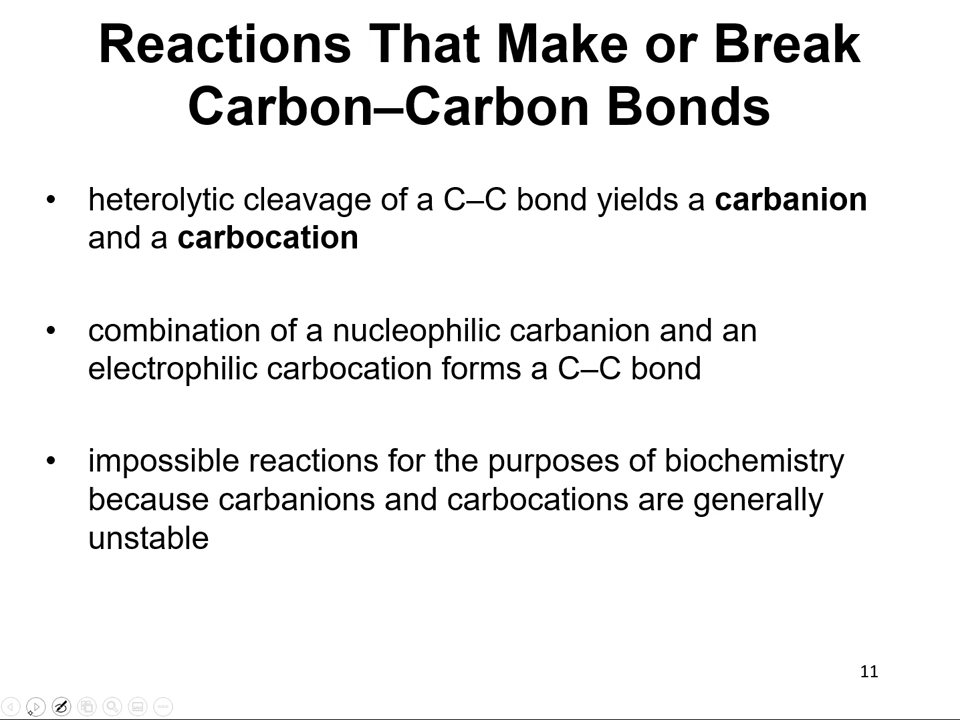 Reactions That Make or Break
Carbon–Carbon Bonds
• heterolytic cleavage of a C–C bond yields a carbanion
and a carbocation
• combination of a nucleophilic carbanion and an
electrophilic carbocation forms a C–C bond
• impossible reactions for the purposes of biochemistry
because carbanions and carbocations are generally
unstable
11